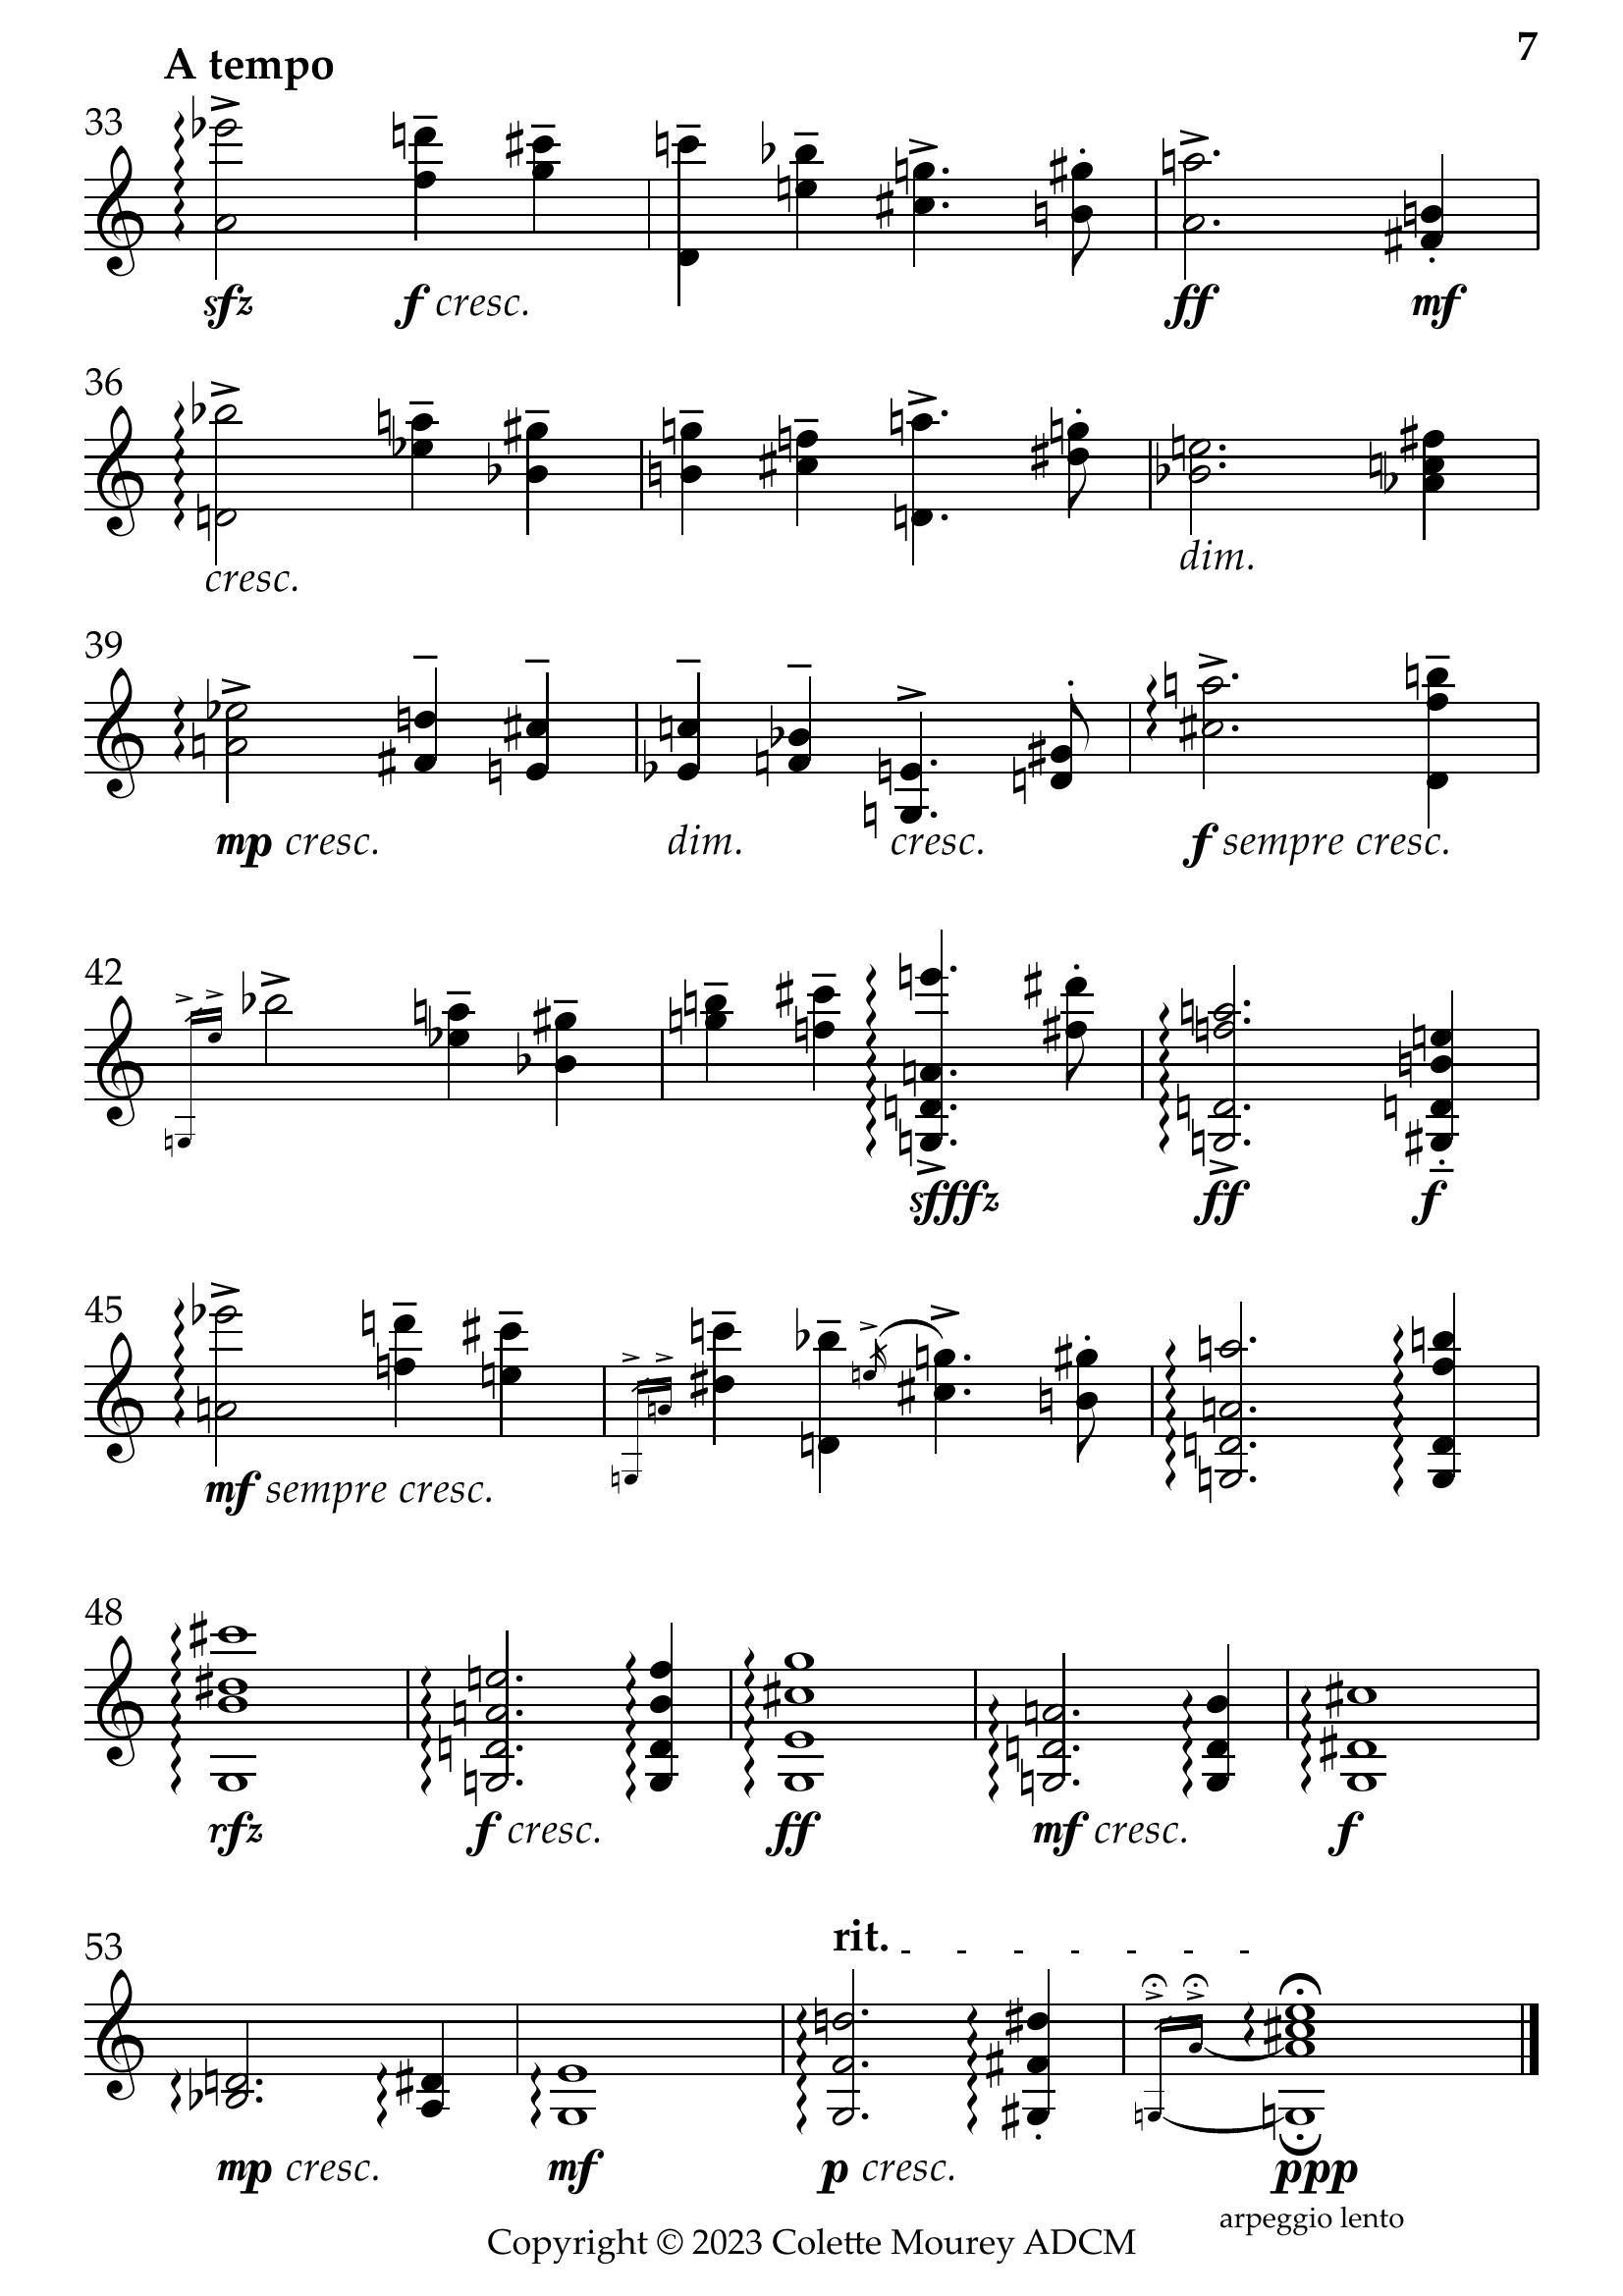 7
A tempo
33
sfz f cresc. ff mf
36
cresc. dim.
39
mp cresc. dim. cresc. f sempre cresc.
42
sfffz ff f
45
mf sempre cresc.
48
rfz f cresc. ff mf cresc. f
53
rit.
mp cresc. mf p cresc. ppp
arpeggio lento
Copyright © 2023 Colette Mourey ADCM